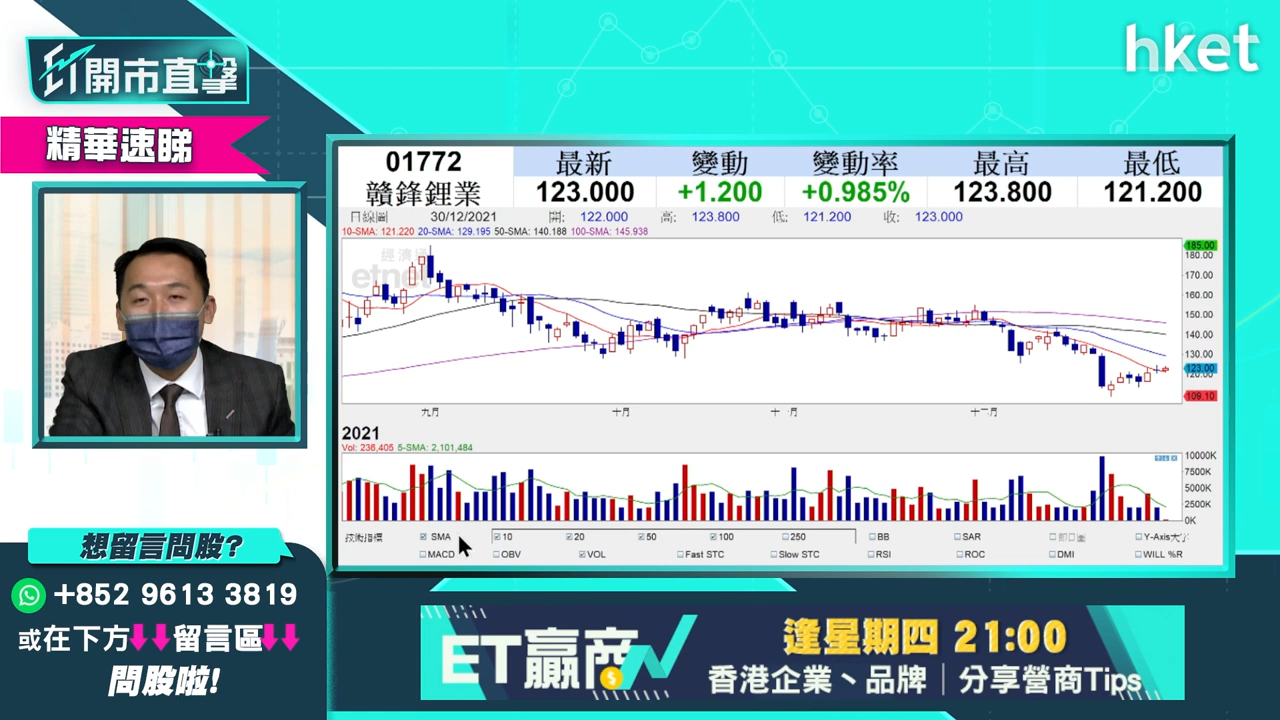 ET開市直擊
hket
精華速睇
01772
贛鋒鋰業
最新 變動 變動率 最高 最低
123.000 +1.200 +0.985% 123.800 121.200
日線圖 30/12/2021 開: 122.000 高: 123.800 低: 121.200 收: 123.000
10-SMA: 121.220 20-SMA: 129.195 50-SMA: 140.188 100-SMA: 145.938
經濟通
etnet
185.00
180.00
170.00
160.00
150.00
140.00
130.00
123.00
120.00
109.10
九月 十月 十一月 十二月
2021
Vol: 236,405 5-SMA: 2,101,484
10000K
7500K
5000K
2500K
0K
技術指標 SMA 10 20 50 100 250 BB SAR Y-Axis大字
MACD OBV VOL Fast STC Slow STC RSI ROC DMI WILL %R
想留言問股?
+852 9613 3819
或在下方 留言區
問股啦!
ET贏商
逢星期四 21:00
香港企業、品牌｜分享營商Tips